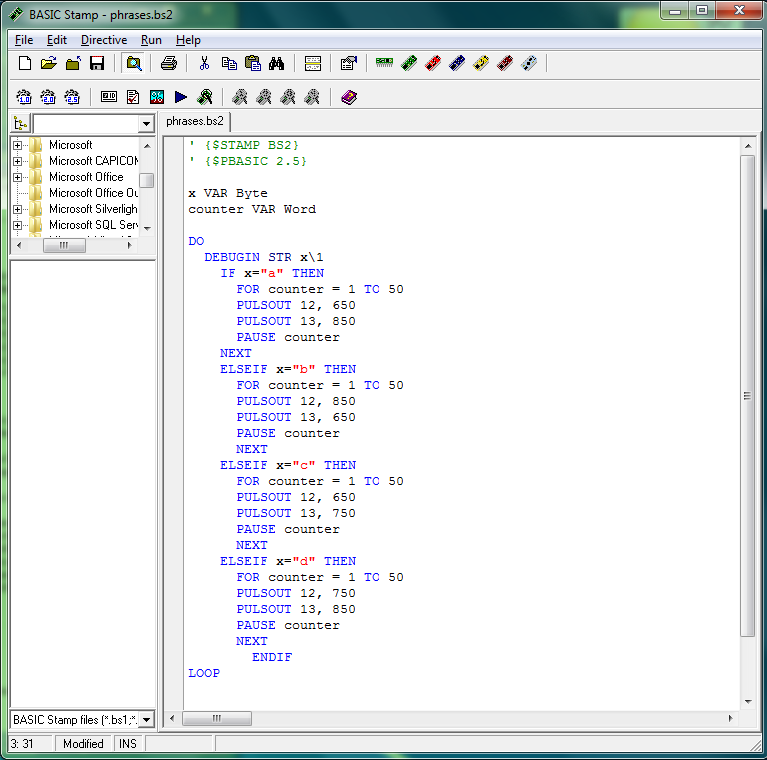 BASIC Stamp - phrases.bs2
File Edit Directive Run Help
phrases.bs2
Microsoft
Microsoft CAPICOM
Microsoft Office
Microsoft Office Ou
Microsoft Silverligh
Microsoft SQL Serv
' {$STAMP BS2}
' {$PBASIC 2.5}
x VAR Byte
counter VAR Word
DO
DEBUGIN STR x\1
IF x="a" THEN
FOR counter = 1 TO 50
PULSOUT 12, 650
PULSOUT 13, 850
PAUSE counter
NEXT
ELSEIF x="b" THEN
FOR counter = 1 TO 50
PULSOUT 12, 850
PULSOUT 13, 650
PAUSE counter
NEXT
ELSEIF x="c" THEN
FOR counter = 1 TO 50
PULSOUT 12, 650
PULSOUT 13, 750
PAUSE counter
NEXT
ELSEIF x="d" THEN
FOR counter = 1 TO 50
PULSOUT 12, 750
PULSOUT 13, 850
PAUSE counter
NEXT
ENDIF
LOOP
BASIC Stamp files (*.bs1;*.
3: 31 Modified INS